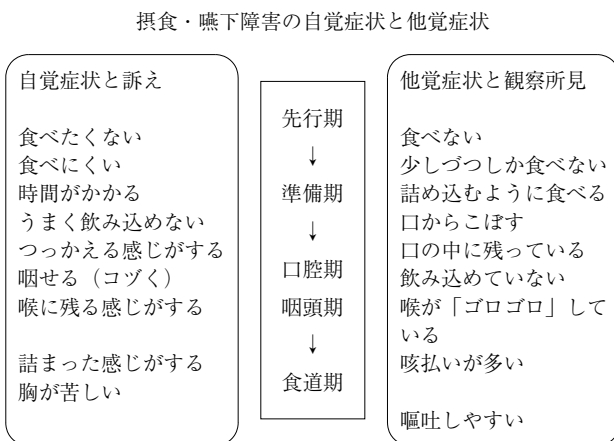 摂食・嚥下障害の自覚症状と他覚症状
自覚症状と訴え
食べたくない
食べにくい
時間がかかる
うまく飲み込めない
つっかえる感じがする
咽せる（コヅく）
喉に残る感じがする
詰まった感じがする
胸が苦しい
先行期
↓
準備期
↓
口腔期
咽頭期
↓
食道期
他覚症状と観察所見
食べない
少しづつしか食べない
詰め込むように食べる
口からこぼす
口の中に残っている
飲み込めていない
喉が「ゴロゴロ」して
いる
咳払いが多い
嘔吐しやすい